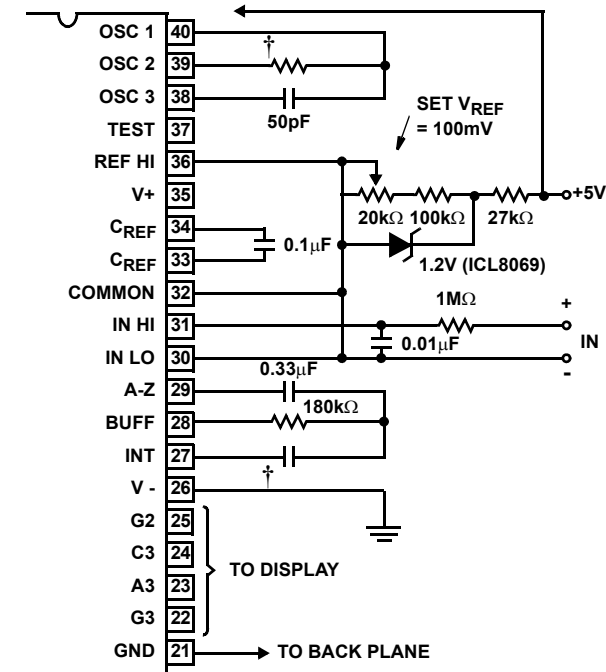 OSC 1 40
OSC 2 39
†
OSC 3 38
50pF
TEST 37
SET VREF
= 100mV
REF HI 36
V+ 35
+5V
20kΩ 100kΩ 27kΩ
CREF 34
0.1µF
CREF 33
1.2V (ICL8069)
COMMON 32
1MΩ
+
IN HI 31
0.01µF
IN
IN LO 30
-
0.33µF
A-Z 29
180kΩ
BUFF 28
INT 27
†
V - 26
G2 25
C3 24
TO DISPLAY
A3 23
G3 22
GND 21
TO BACK PLANE